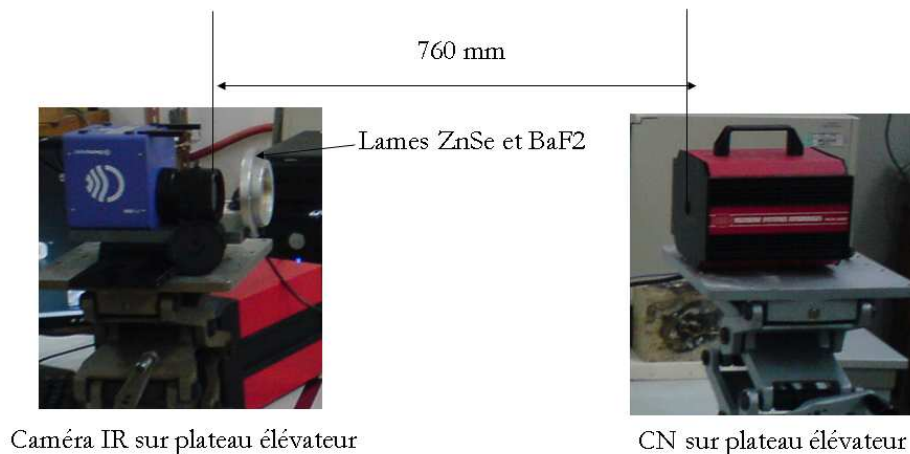 760 mm
Lames ZnSe et BaF2
Caméra IR sur plateau élévateur
CN sur plateau élévateur